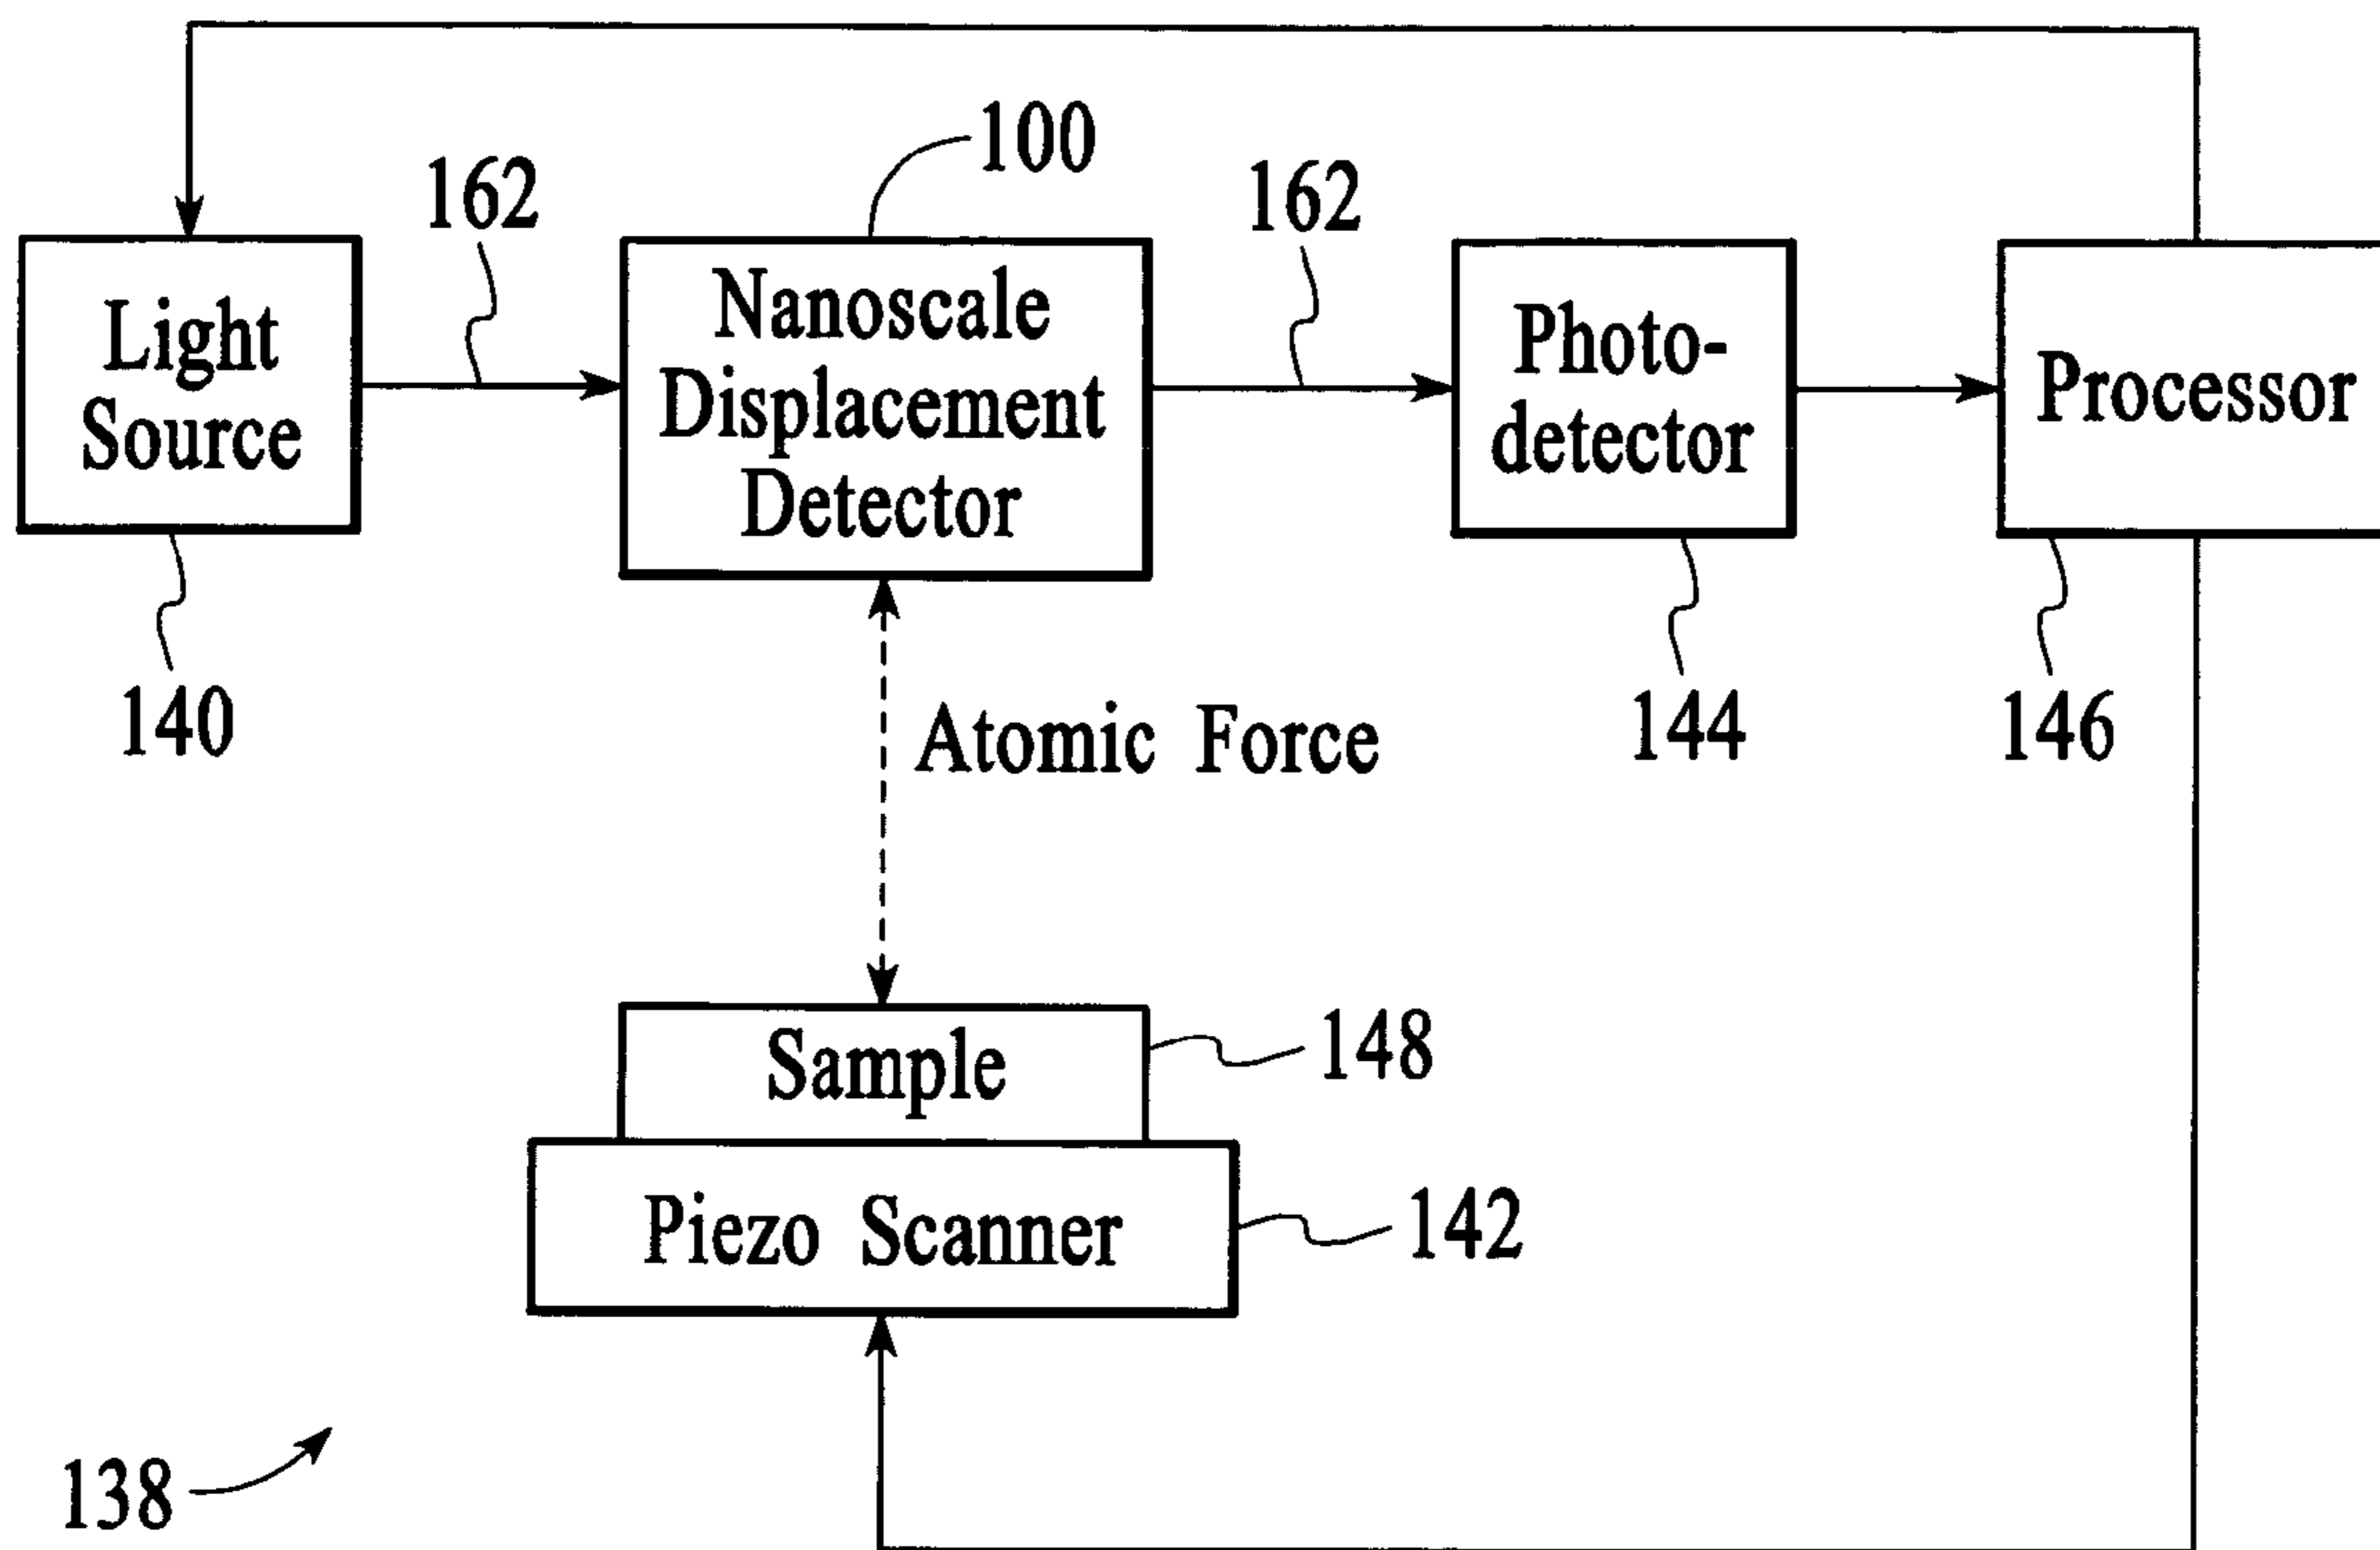 100
162
162
Light
Source
Nanoscale
Displacement
Detector
Photo-
detector
Processor
140
144
146
Atomic Force
Sample
148
Piezo Scanner
142
138